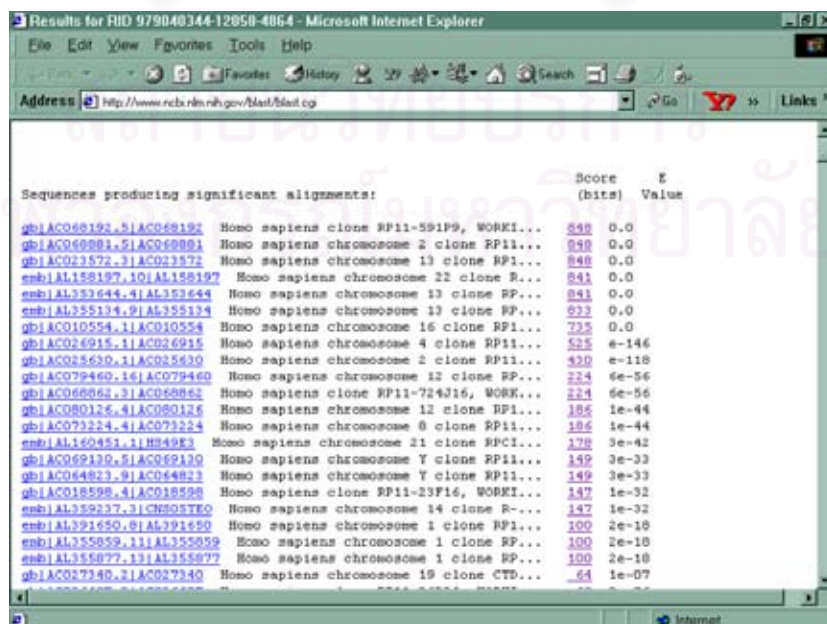 Results for RID 979040344-12050-4864 - Microsoft Internet Explorer
File Edit View Favorites Tools Help
Favorites History Search
Address http://www.ncbi.nlm.nih.gov/blast/blast.cgi Go Links
Score E
Sequences producing significant alignments: (bits) Value
gb|AC068192.5|AC068192 Homo sapiens clone RP11-591P9, WORKI... 848 0.0
gb|AC060881.5|AC060881 Homo sapiens chromosome 2 clone RP11... 848 0.0
gb|AC023572.3|AC023572 Homo sapiens chromosome 13 clone RP1... 848 0.0
emb|AL158197.10|AL158197 Homo sapiens chromosome 22 clone R... 841 0.0
emb|AL353644.4|AL353644 Homo sapiens chromosome 13 clone RP... 841 0.0
emb|AL355134.9|AL355134 Homo sapiens chromosome 13 clone RP... 833 0.0
gb|AC010554.1|AC010554 Homo sapiens chromosome 16 clone RP1... 735 0.0
gb|AC026915.1|AC026915 Homo sapiens chromosome 4 clone RP11... 525 e-146
gb|AC025630.1|AC025630 Homo sapiens chromosome 2 clone RP11... 430 e-118
gb|AC079460.16|AC079460 Homo sapiens chromosome 12 clone RP... 224 6e-56
gb|AC068862.3|AC068862 Homo sapiens clone RP11-724J16, WORK... 224 6e-56
gb|AC080126.4|AC080126 Homo sapiens chromosome 12 clone RP1... 186 1e-44
gb|AC073224.4|AC073224 Homo sapiens chromosome 8 clone RP11... 186 1e-44
emb|AL160451.1|HS49E3 Homo sapiens chromosome 21 clone RPCI... 178 3e-42
gb|AC069130.5|AC069130 Homo sapiens chromosome Y clone RP11... 149 3e-33
gb|AC064823.9|AC064823 Homo sapiens chromosome Y clone RP11... 149 3e-33
gb|AC018598.4|AC018598 Homo sapiens clone RP11-23F16, WORKI... 147 1e-32
emb|AL359237.3|CNS05TEO Homo sapiens chromosome 14 clone R-... 147 1e-32
emb|AL391650.8|AL391650 Homo sapiens chromosome 1 clone RP1... 100 2e-18
emb|AL355859.11|AL355859 Homo sapiens chromosome 1 clone RP... 100 2e-18
emb|AL355877.13|AL355877 Homo sapiens chromosome 1 clone RP... 100 2e-18
gb|AC027340.2|AC027340 Homo sapiens chromosome 19 clone CTD... 64 1e-07
Internet